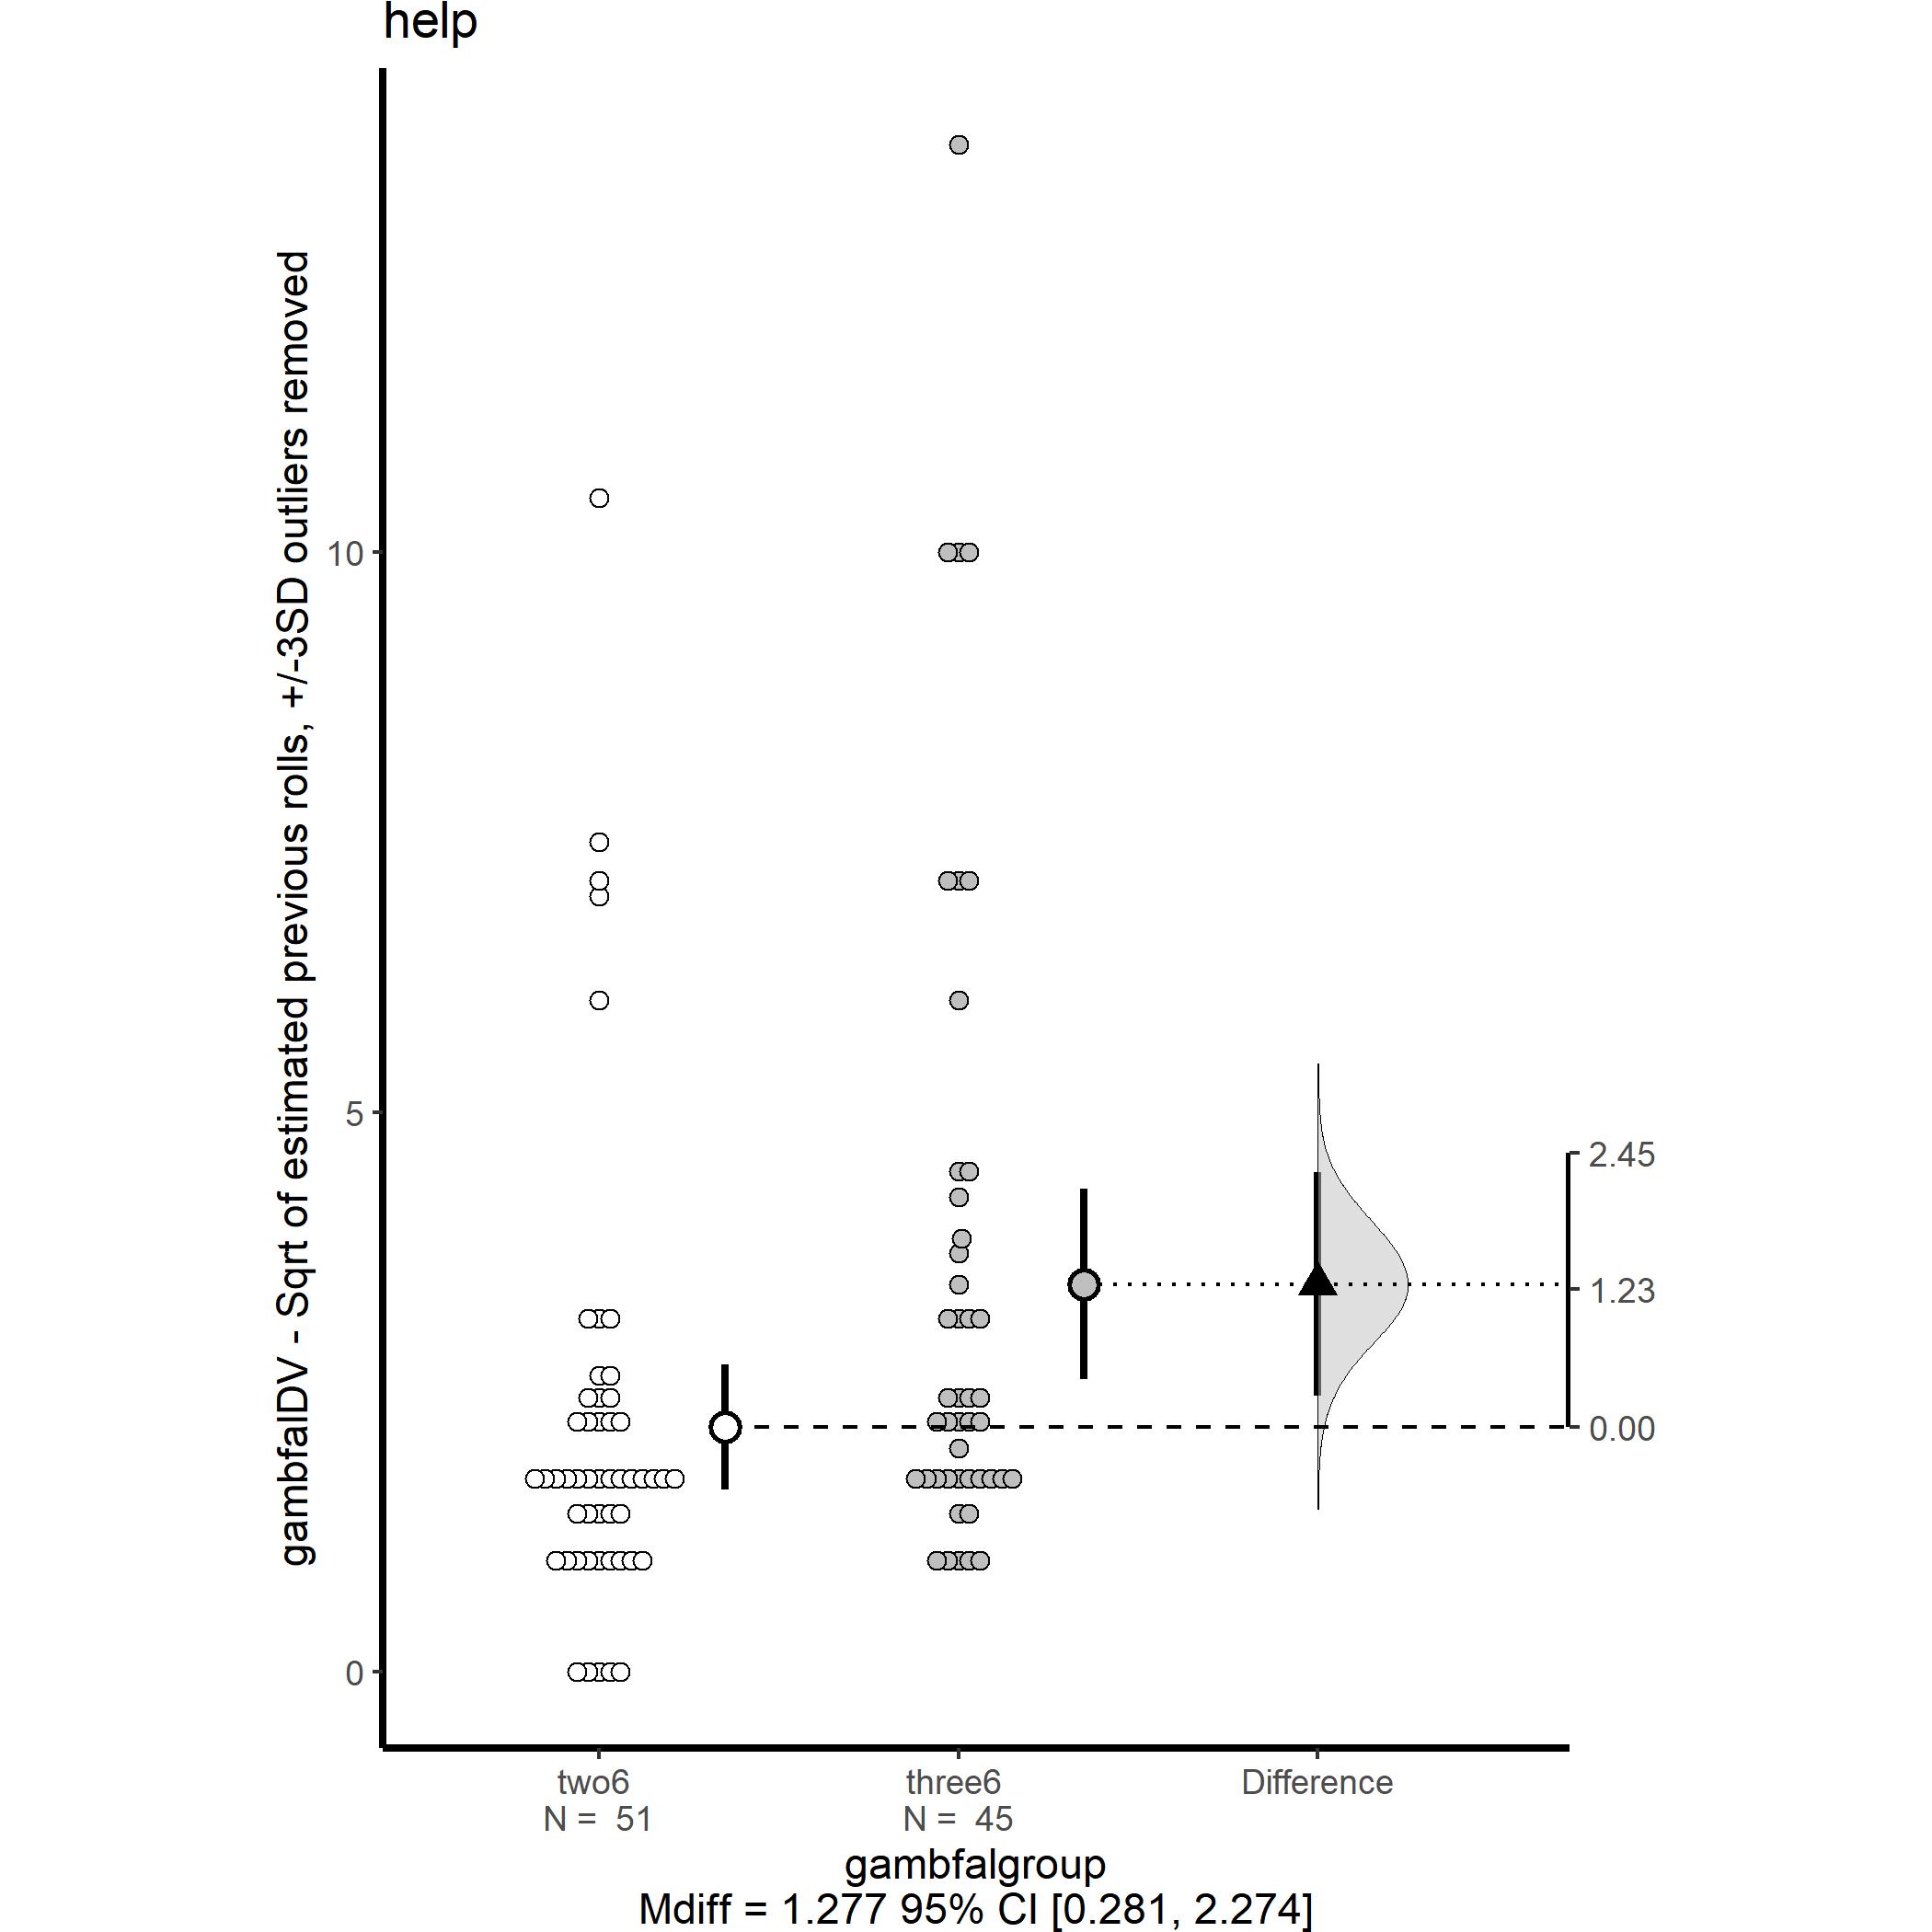 help
gambfalDV - Sqrt of estimated previous rolls, +/-3SD outliers removed
10
5
0
2.45
1.23
0.00
two6
N =  51
three6
N =  45
Difference
gambfalgroup
Mdiff = 1.277 95% CI [0.281, 2.274]